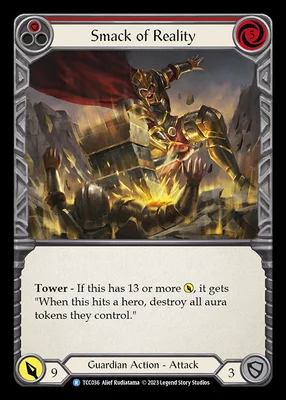 Smack of Reality
5
Tower - If this has 13 or more , it gets
"When this hits a hero, destroy all aura
tokens they control."
9
Guardian Action - Attack
3
R TCC036 Alief Rudiatama © 2023 Legend Story Studios